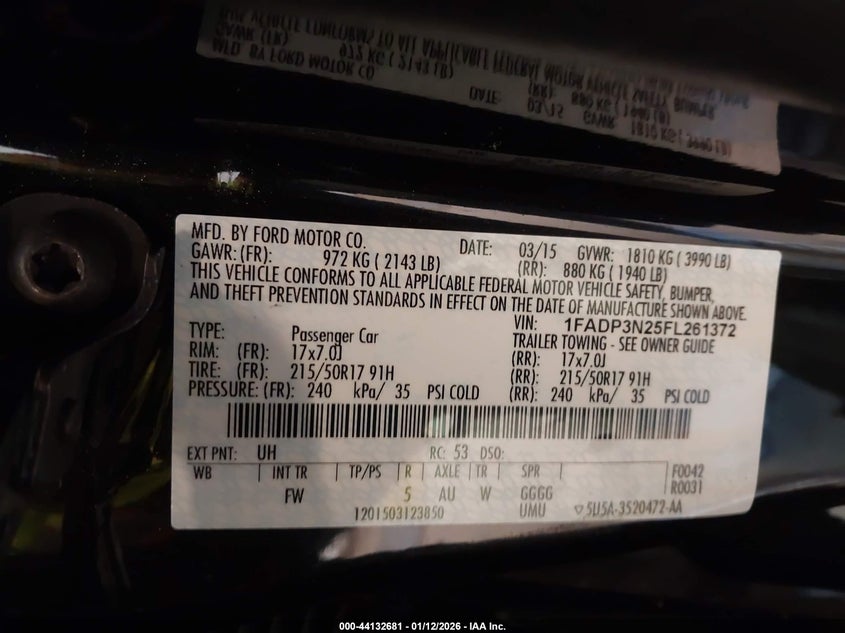 MFD. BY FORD MOTOR CO.
DATE: 03/15 GVWR: 1810 KG ( 3990 LB)
GAWR: (FR): 972 KG ( 2143 LB) (RR): 880 KG ( 1940 LB)
THIS VEHICLE CONFORMS TO ALL APPLICABLE FEDERAL MOTOR VEHICLE SAFETY, BUMPER,
AND THEFT PREVENTION STANDARDS IN EFFECT ON THE DATE OF MANUFACTURE SHOWN ABOVE.
VIN: 1FADP3N25FL261372
TYPE: Passenger Car TRAILER TOWING - SEE OWNER GUIDE
RIM: (FR): 17x7.0J (RR): 17x7.0J
TIRE: (FR): 215/50R17 91H (RR): 215/50R17 91H
PRESSURE: (FR): 240 kPa/ 35 PSI COLD (RR): 240 kPa/ 35 PSI COLD
EXT PNT: UH RC: 53 DSO:
WB INT TR TP/PS R AXLE TR SPR F0042
FW 5 AU W GGGG R0031
1201503123850 UMU 5U5A-3520472-AA
000-44132681 - 01/12/2026 - IAA Inc.